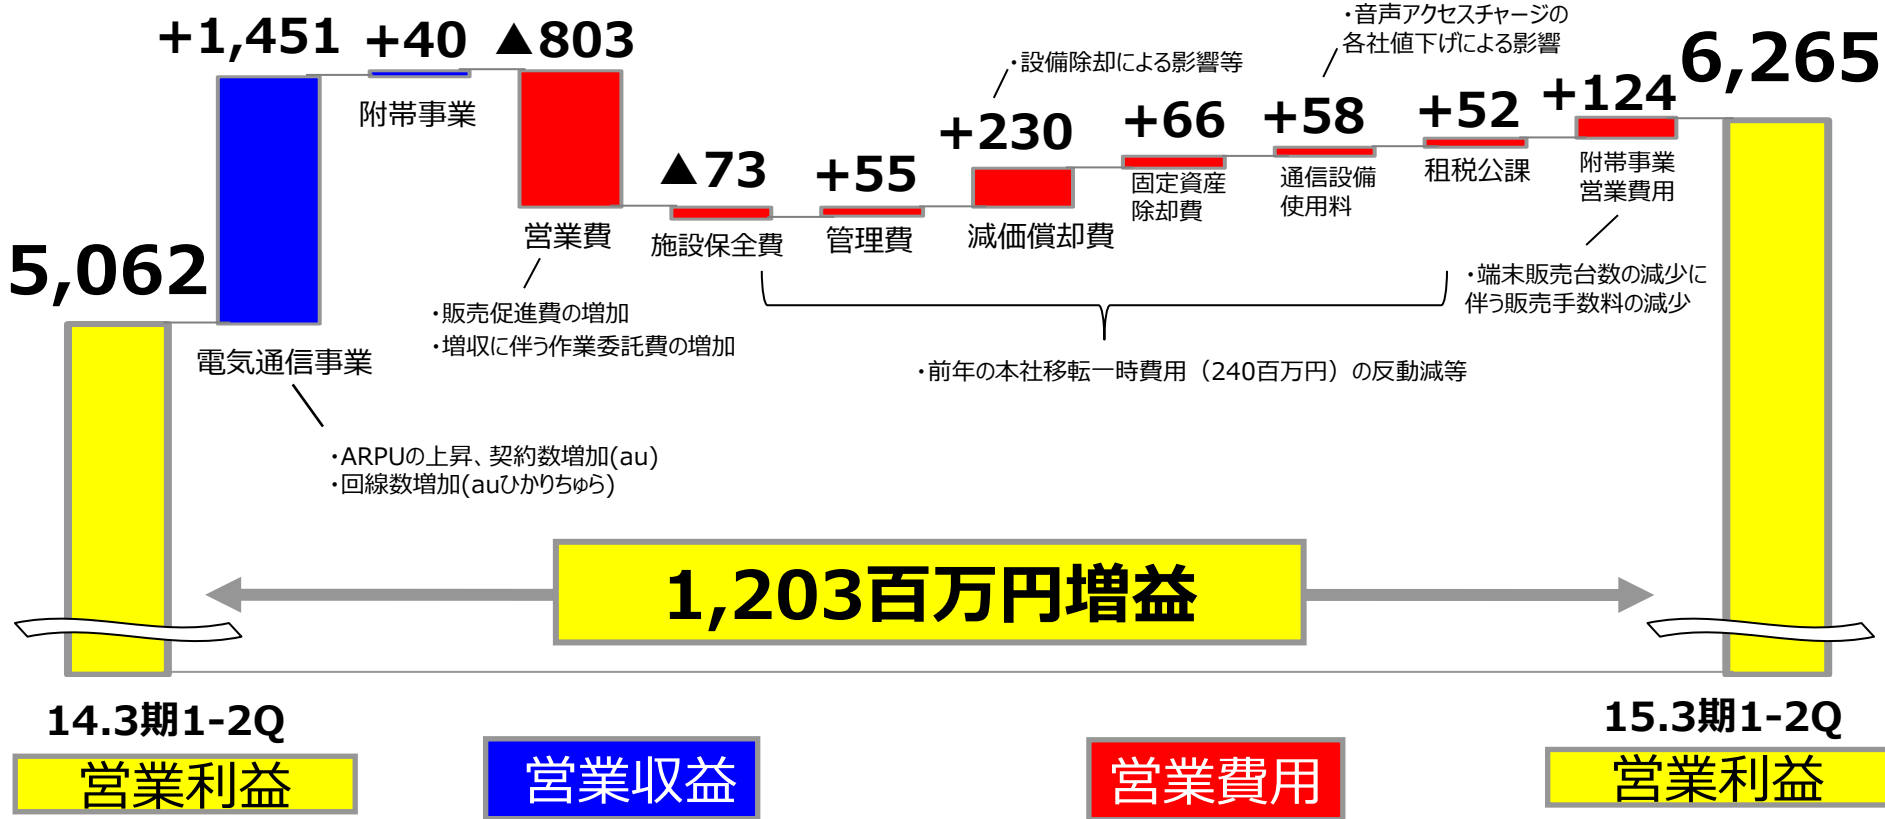 5,062
+1,451
電気通信事業
・ARPUの上昇、契約数増加(au)
・回線数増加(auひかりちゅら)
+40
附帯事業
▲803
営業費
・販売促進費の増加
・増収に伴う作業委託費の増加
▲73
施設保全費
+55
管理費
・設備除却による影響等
+230
減価償却費
+66
固定資産
除却費
・音声アクセスチャージの
各社値下げによる影響
+58
通信設備
使用料
+52
租税公課
+124
附帯事業
営業費用
・端末販売台数の減少に
伴う販売手数料の減少
・前年の本社移転一時費用（240百万円）の反動減等
6,265
1,203百万円増益
14.3期1-2Q
営業利益
営業収益
営業費用
15.3期1-2Q
営業利益